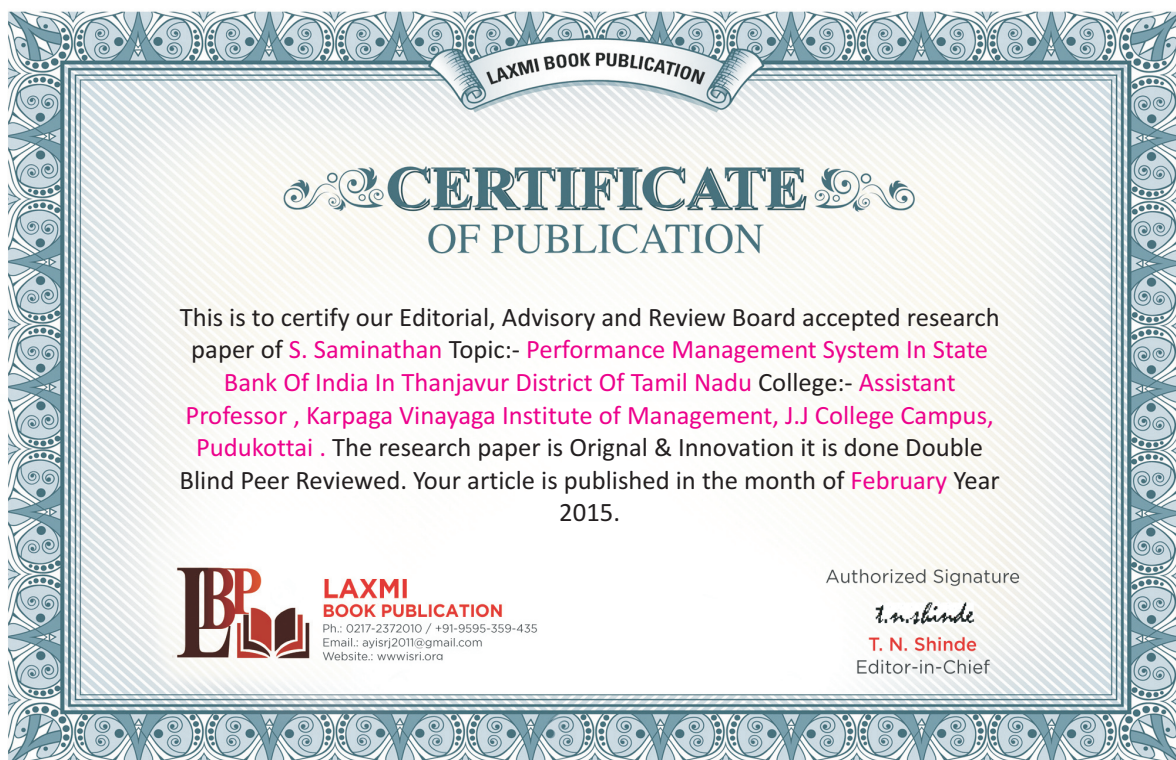 LAXMI BOOK PUBLICATION
CERTIFICATE
OF PUBLICATION
This is to certify our Editorial, Advisory and Review Board accepted research
paper of S. Saminathan Topic:- Performance Management System In State
Bank Of India In Thanjavur District Of Tamil Nadu College:- Assistant
Professor , Karpaga Vinayaga Institute of Management, J.J College Campus,
Pudukottai . The research paper is Orignal & Innovation it is done Double
Blind Peer Reviewed. Your article is published in the month of February Year
2015.
LBP
LAXMI
BOOK PUBLICATION
Ph.: 0217-2372010 / +91-9595-359-435
Email.: ayisrj2011@gmail.com
Website.: wwwisri.org
Authorized Signature
t.n.shinde
T. N. Shinde
Editor-in-Chief